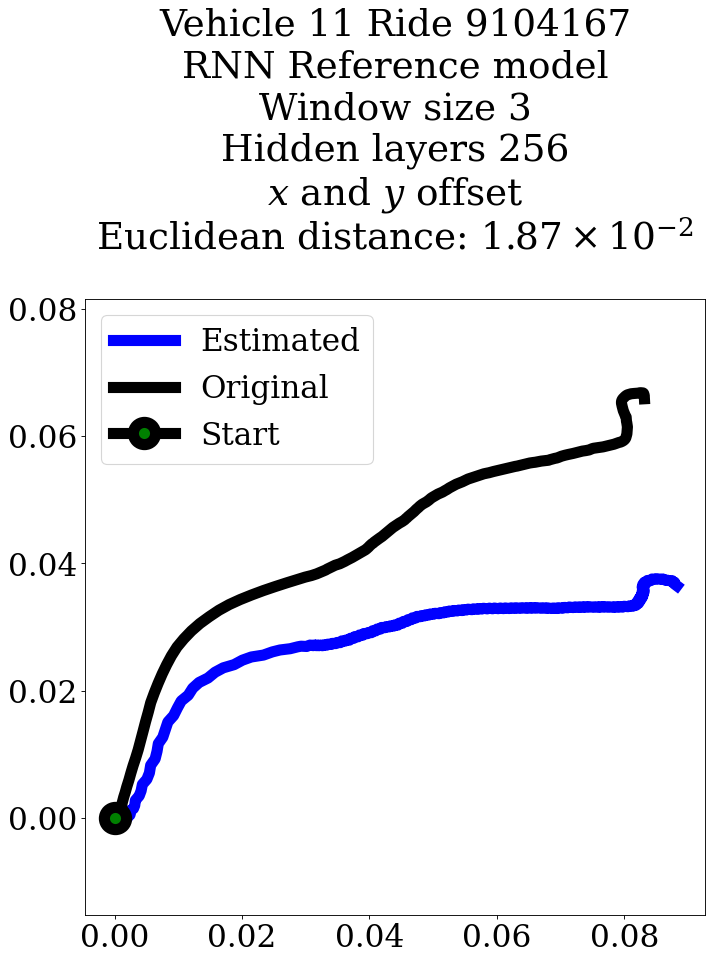 Vehicle 11 Ride 9104167
RNN Reference model
Window size 3
Hidden layers 256
x and y offset
Euclidean distance: 1.87 × 10⁻²
0.08
0.06
0.04
0.02
0.00
Estimated
Original
Start
0.00 0.02 0.04 0.06 0.08